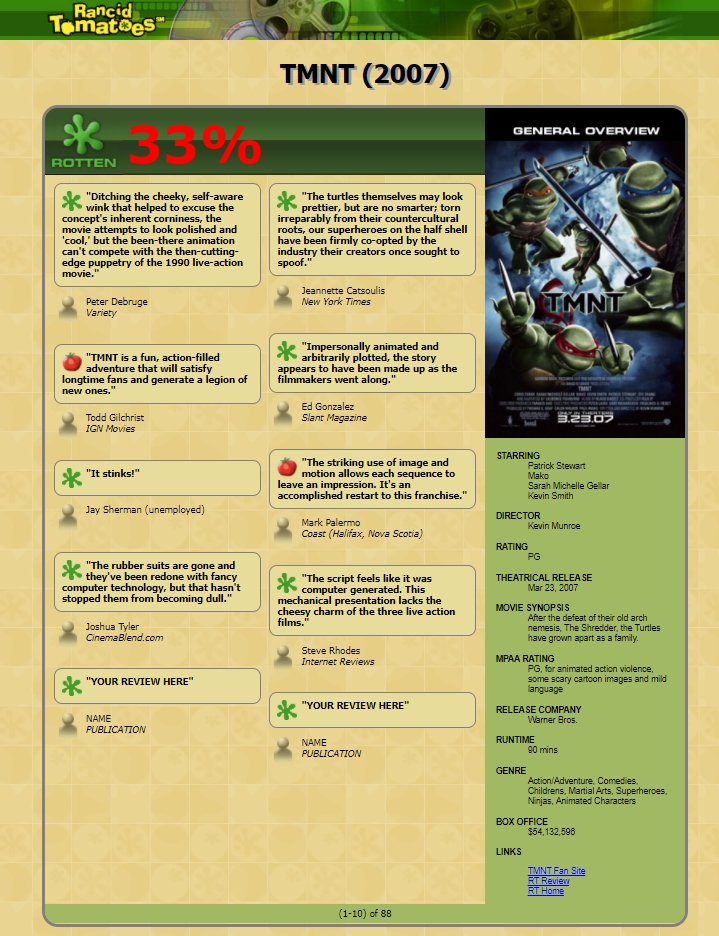 Rancid
Tomatoes SM
TMNT (2007)
ROTTEN
33%
"Ditching the cheeky, self-aware
wink that helped to excuse the
concept's inherent corniness, the
movie attempts to look polished and
'cool,' but the been-there animation
can't compete with the then-cutting-
edge puppetry of the 1990 live-action
movie."
Peter Debruge
Variety
"TMNT is a fun, action-filled
adventure that will satisfy
longtime fans and generate a legion of
new ones."
Todd Gilchrist
IGN Movies
"It stinks!"
Jay Sherman (unemployed)
"The rubber suits are gone and
they've been redone with fancy
computer technology, but that hasn't
stopped them from becoming dull."
Joshua Tyler
CinemaBlend.com
"YOUR REVIEW HERE"
NAME
PUBLICATION
"The turtles themselves may look
prettier, but are no smarter; torn
irreparably from their countercultural
roots, our superheroes on the half shell
have been firmly co-opted by the
industry their creators once sought to
spoof."
Jeannette Catsoulis
New York Times
"Impersonally animated and
arbitrarily plotted, the story
appears to have been made up as the
filmmakers went along."
Ed Gonzalez
Slant Magazine
"The striking use of image and
motion allows each sequence to
leave an impression. It's an
accomplished restart to this franchise."
Mark Palermo
Coast (Halifax, Nova Scotia)
"The script feels like it was
computer generated. This
mechanical presentation lacks the
cheesy charm of the three live action
films."
Steve Rhodes
Internet Reviews
"YOUR REVIEW HERE"
NAME
PUBLICATION
GENERAL OVERVIEW
TMNT
TMNT
ONLY IN THEATERS
3.23.07
STARRING
Patrick Stewart
Mako
Sarah Michelle Gellar
Kevin Smith
DIRECTOR
Kevin Munroe
RATING
PG
THEATRICAL RELEASE
Mar 23, 2007
MOVIE SYNOPSIS
After the defeat of their old arch
nemesis, The Shredder, the Turtles
have grown apart as a family.
MPAA RATING
PG, for animated action violence,
some scary cartoon images and mild
language
RELEASE COMPANY
Warner Bros.
RUNTIME
90 mins
GENRE
Action/Adventure, Comedies,
Childrens, Martial Arts, Superheroes,
Ninjas, Animated Characters
BOX OFFICE
$54,132,596
LINKS
TMNT Fan Site
RT Review
RT Home
(1-10) of 88